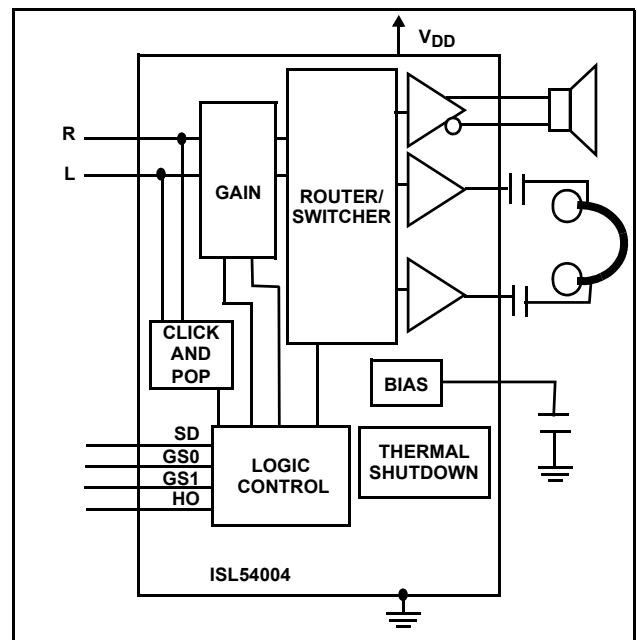 VDD
R
L
GAIN
ROUTER/
SWITCHER
CLICK
AND
POP
BIAS
SD
GS0
GS1
HO
LOGIC
CONTROL
THERMAL
SHUTDOWN
ISL54004